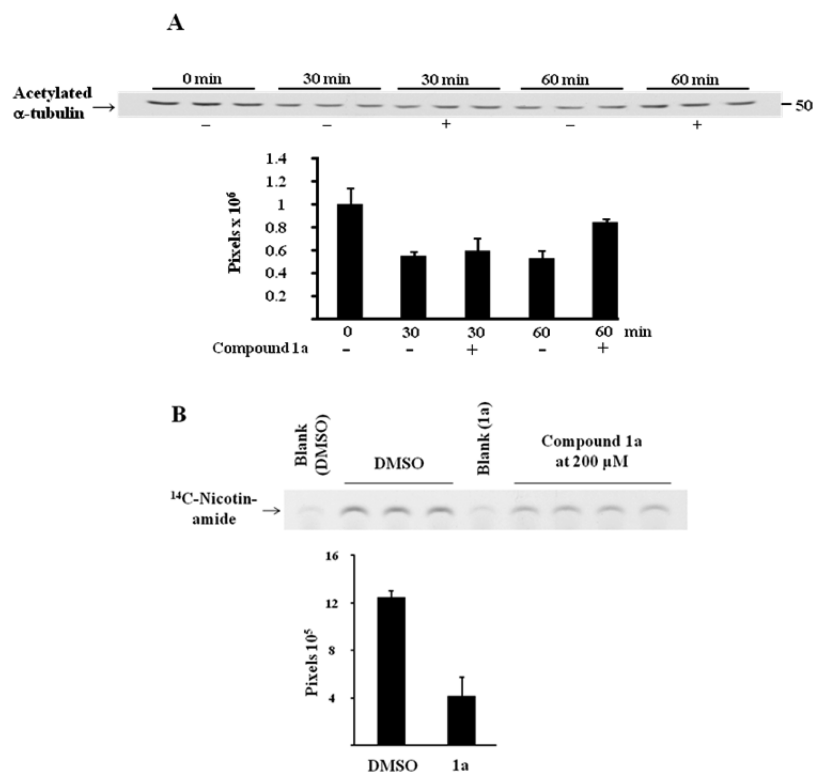 A
0 min 30 min 30 min 60 min 60 min
Acetylated
α-tubulin → – 50
– – + – +
1.4
1.2
1
0.8
0.6
0.4
0.2
Pixels x 10⁶
0 30 30 60 60 min
Compound 1a - - + - +
B
Blank
(DMSO)
DMSO
Blank (1a)
Compound 1a
at 200 µM
¹⁴C-Nicotin-
amide →
16
12
8
4
Pixels 10⁵
DMSO 1a